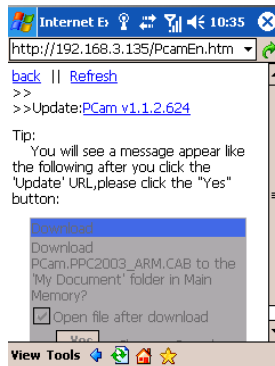 Internet E 10:35
http://192.168.3.135/PcamEn.htm
back || Refresh
>>
>>Update:PCam v1.1.2.624
Tip:
You will see a message appear like
the following after you click the
'Update' URL,please click the "Yes"
button:
Download
Download
PCam.PPC2003_ARM.CAB to the
'My Document' folder in Main
Memory?
Open file after download
Yes
View Tools